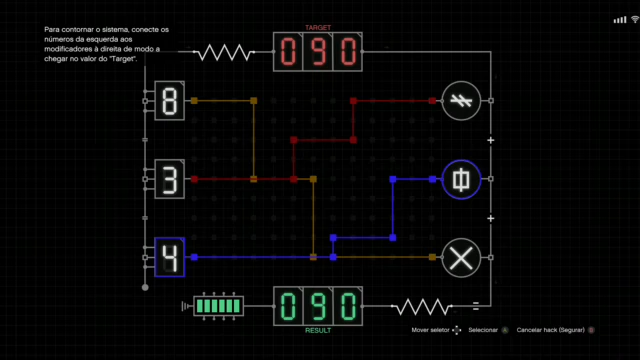 TARGET
Para contornar o sistema, conecte os
números da esquerda aos
modificadores à direita de modo a
chegar no valor do "Target".
090
8
3
4
090
RESULT
Mover seletor
Selecionar A
Cancelar hack (Segurar) B